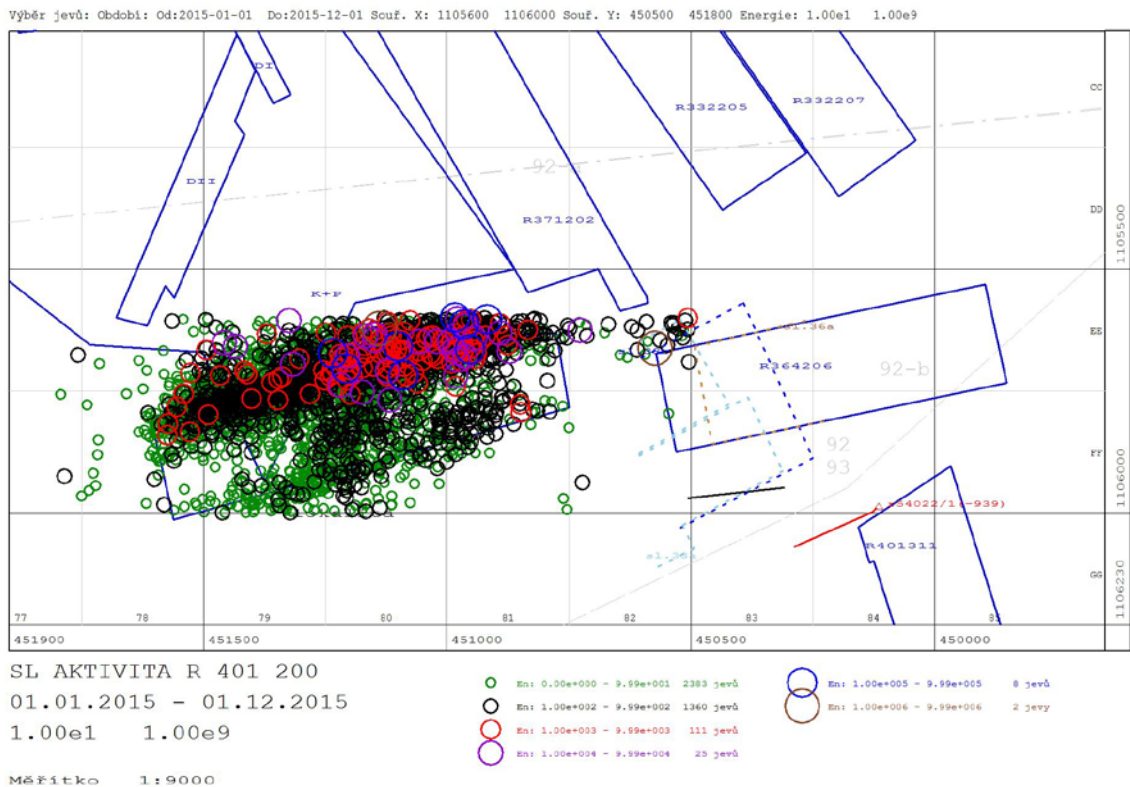 Výběr jevů: Období: Od:2015-01-01 Do:2015-12-01 Souř. X: 1105600 1106000 Souř. Y: 450500 451800 Energie: 1.00e1 1.00e9
DI
CC
R332205
R332207
92-a
DII
DD
R371202
1105500
K+P
EE
s1.36a
R364206
92-b
FF
92
93
1106000
R401311
GG
1106230
77 78 79 80 81 82 83 84 85
451900 451500 451000 450500 450000
SL AKTIVITA R 401 200
01.01.2015 - 01.12.2015
1.00e1 1.00e9
Měřítko 1:9000
En: 0.00e+000 - 9.99e+001 2383 jevů
En: 1.00e+002 - 9.99e+002 1360 jevů
En: 1.00e+003 - 9.99e+003 111 jevů
En: 1.00e+004 - 9.99e+004 25 jevů
En: 1.00e+005 - 9.99e+005 8 jevů
En: 1.00e+006 - 9.99e+006 2 jevy